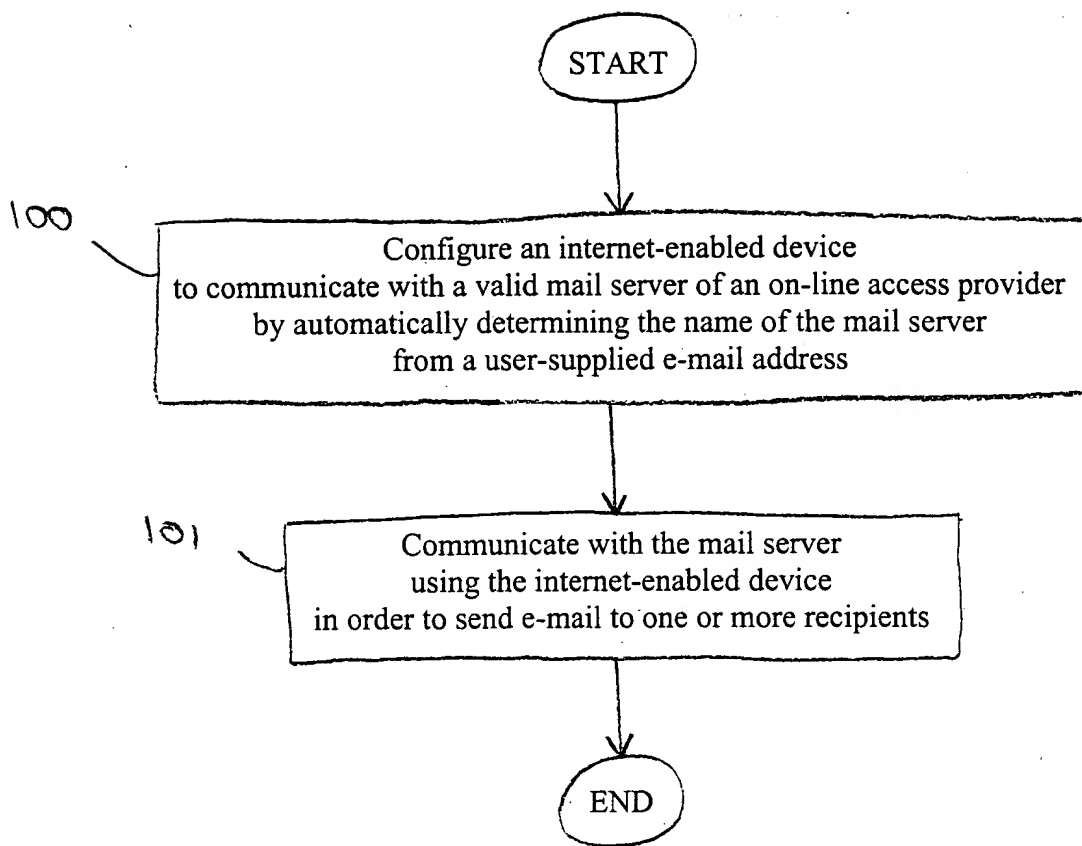 START
100
Configure an internet-enabled device
to communicate with a valid mail server of an on-line access provider
by automatically determining the name of the mail server
from a user-supplied e-mail address
101
Communicate with the mail server
using the internet-enabled device
in order to send e-mail to one or more recipients
END